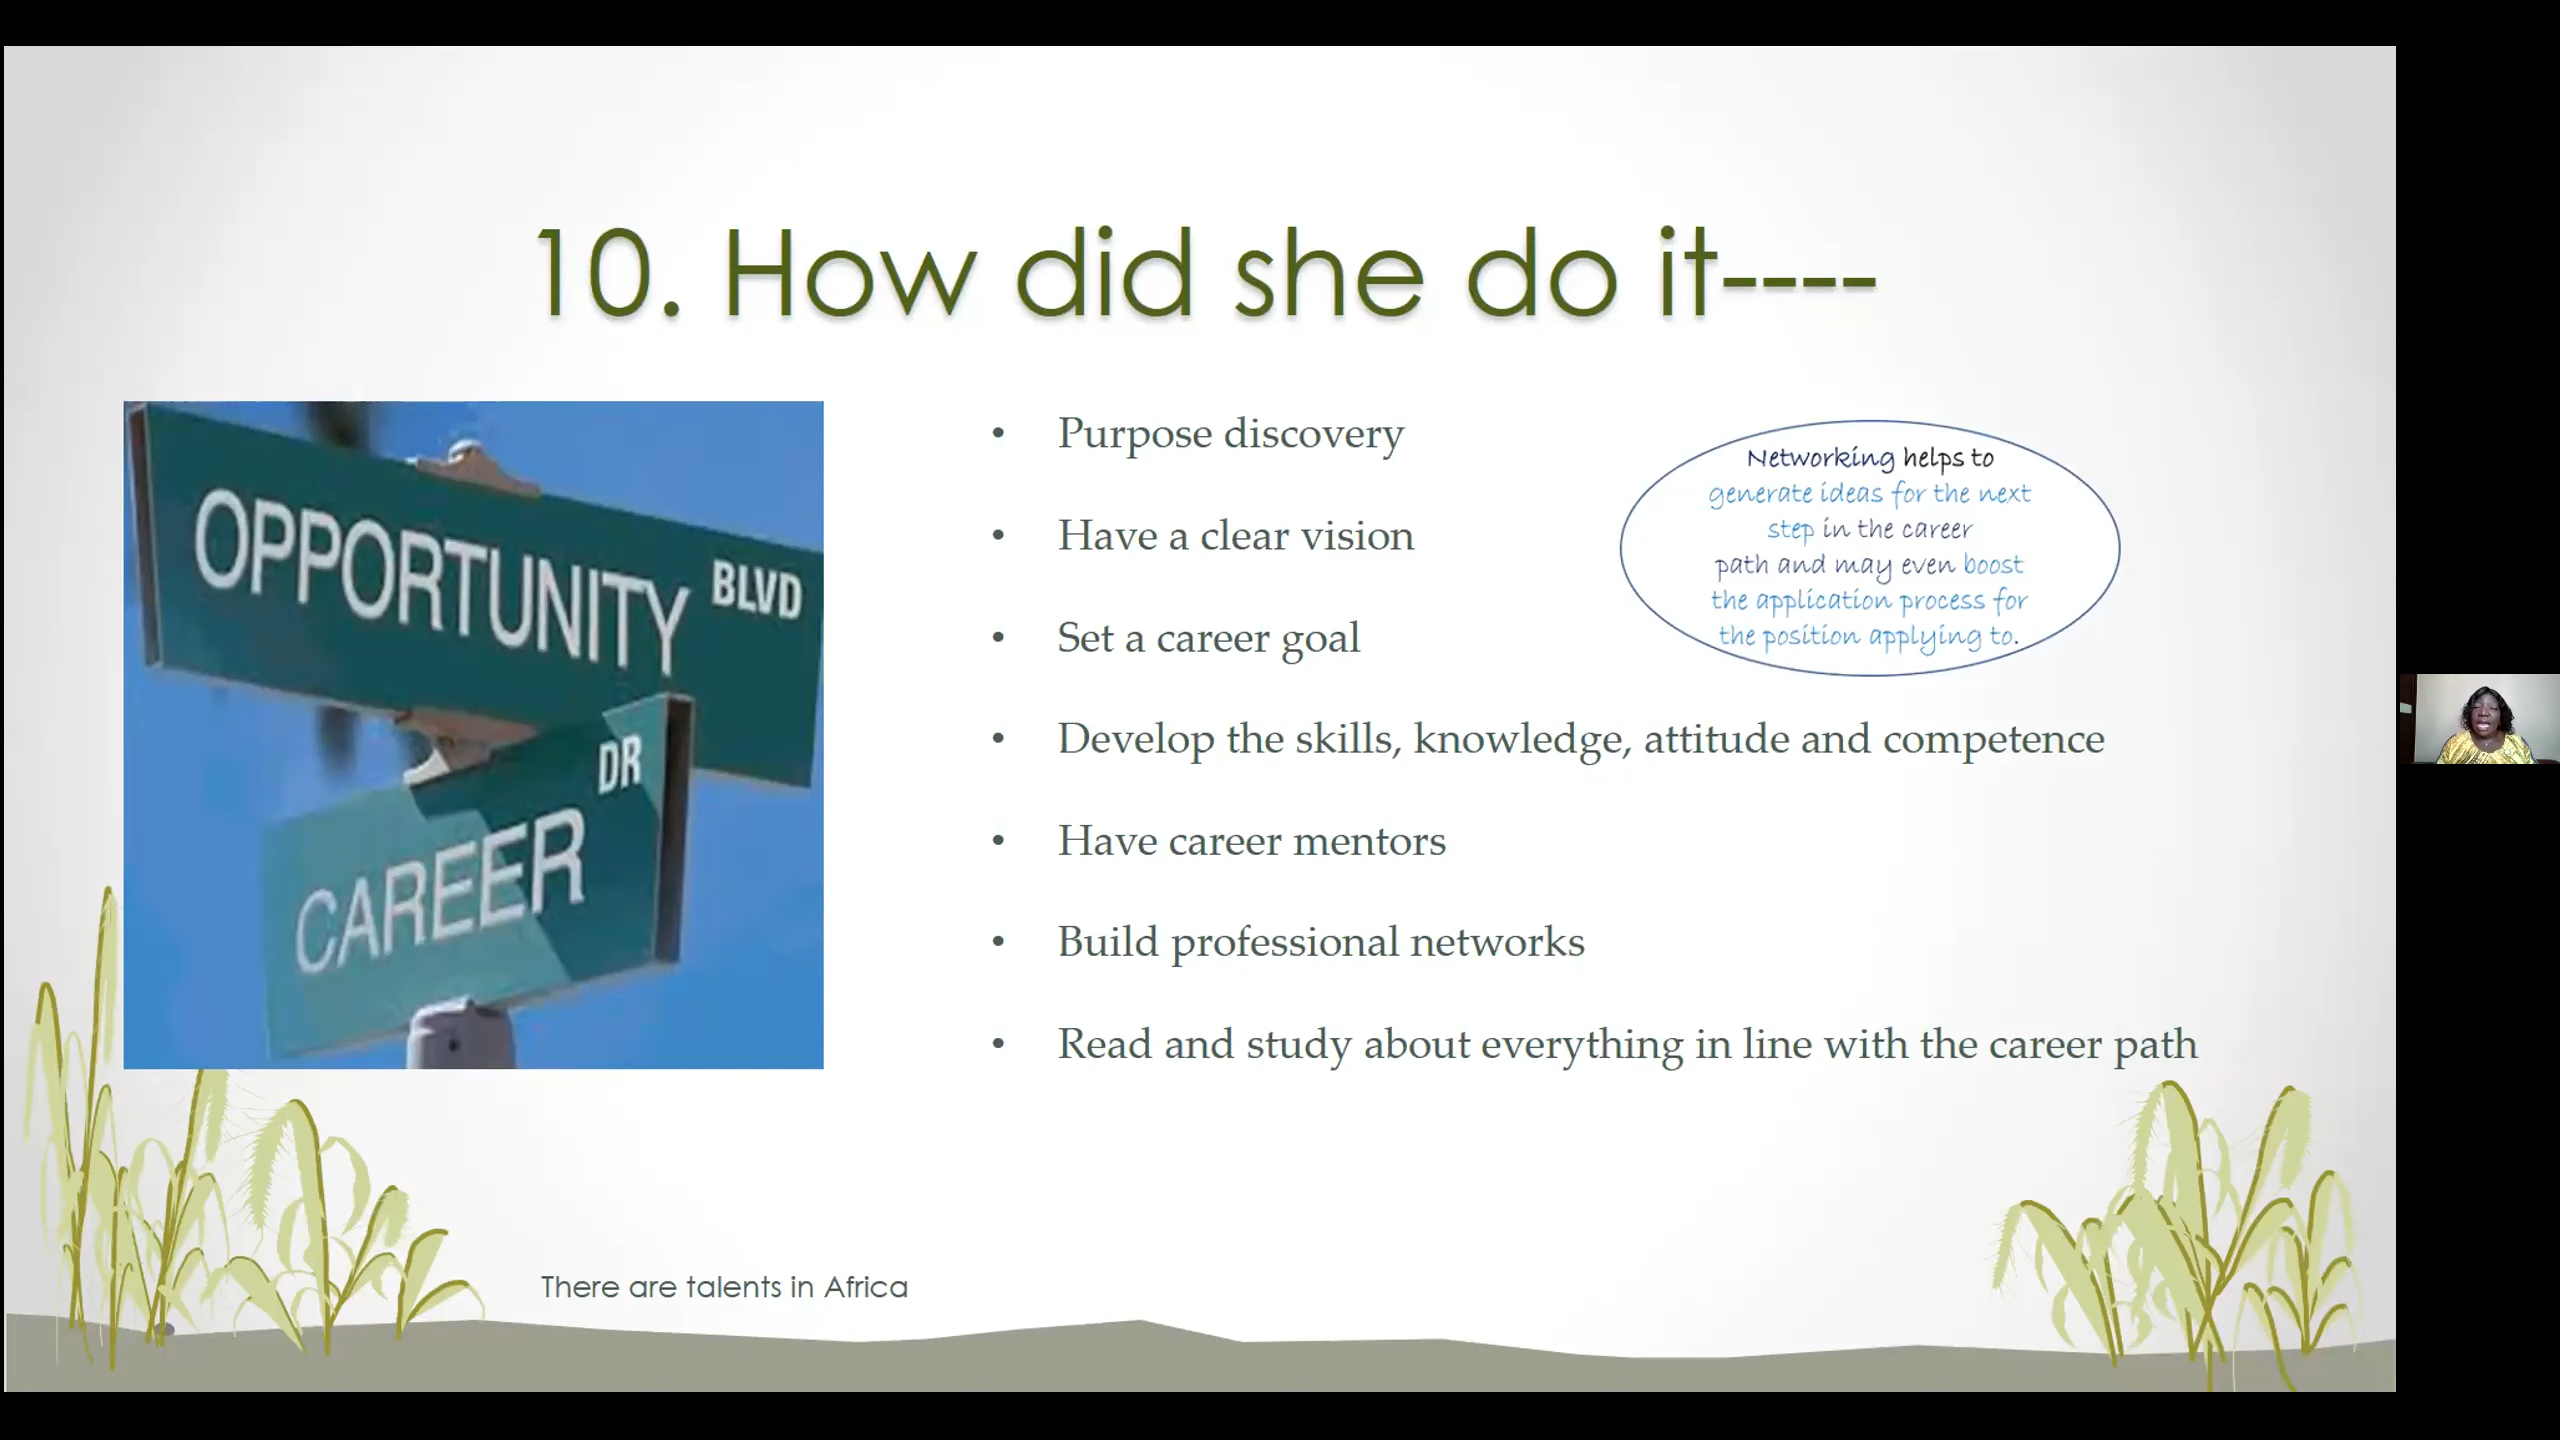 10. How did she do it----
OPPORTUNITY BLVD
CAREER DR
• Purpose discovery
• Have a clear vision
• Set a career goal
• Develop the skills, knowledge, attitude and competence
• Have career mentors
• Build professional networks
• Read and study about everything in line with the career path
Networking helps to
generate ideas for the next
step in the career
path and may even boost
the application process for
the position applying to.
There are talents in Africa